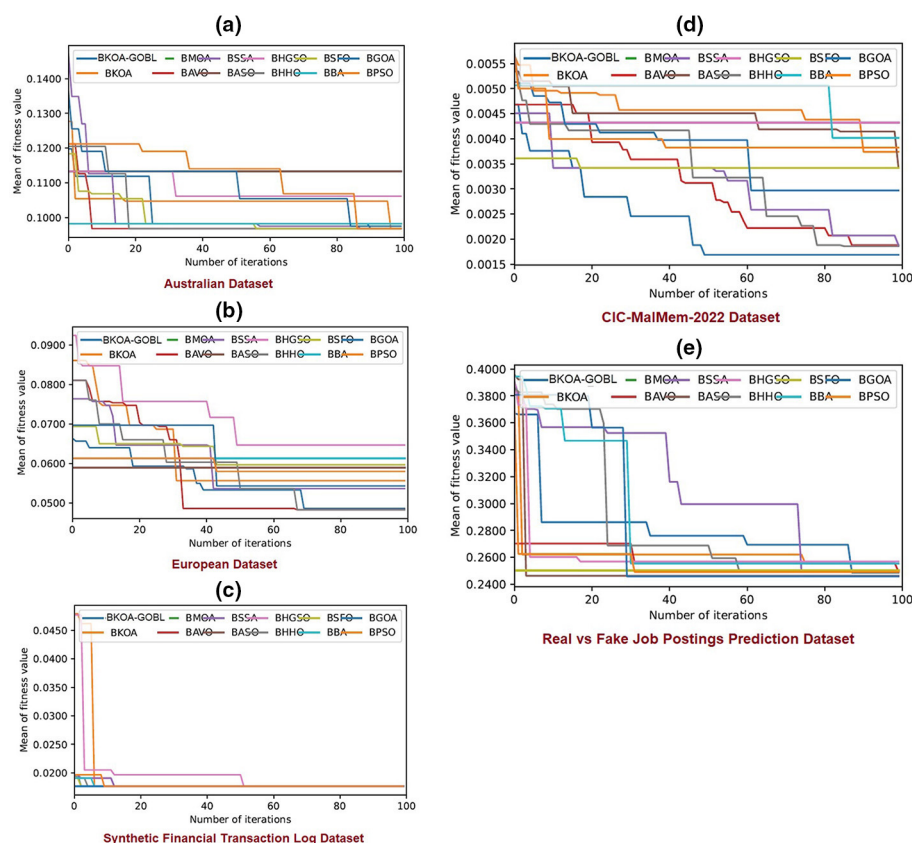 (a)
BKOA-GOBL BMOA BSSA BHGSO BSFO BGOA
BKOA BAVO BASO BHHO BBA BPSO
Mean of fitness value
0.1400
0.1300
0.1200
0.1100
0.1000
0 20 40 60 80 100
Number of iterations
Australian Dataset
(b)
BKOA-GOBL BMOA BSSA BHGSO BSFO BGOA
BKOA BAVO BASO BHHO BBA BPSO
Mean of fitness value
0.0900
0.0800
0.0700
0.0600
0.0500
0 20 40 60 80 100
Number of iterations
European Dataset
(c)
BKOA-GOBL BMOA BSSA BHGSO BSFO BGOA
BKOA BAVO BASO BHHO BBA BPSO
Mean of fitness value
0.0450
0.0400
0.0350
0.0300
0.0250
0.0200
0 20 40 60 80 100
Number of iterations
Synthetic Financial Transaction Log Dataset
(d)
BKOA-GOBL BMOA BSSA BHGSO BSFO BGOA
BKOA BAVO BASO BHHO BBA BPSO
Mean of fitness value
0.0055
0.0050
0.0045
0.0040
0.0035
0.0030
0.0025
0.0020
0.0015
0 20 40 60 80 100
Number of iterations
CIC-MalMem-2022 Dataset
(e)
BKOA-GOBL BMOA BSSA BHGSO BSFO BGOA
BKOA BAVO BASO BHHO BBA BPSO
Mean of fitness value
0.4000
0.3800
0.3600
0.3400
0.3200
0.3000
0.2800
0.2600
0.2400
0 20 40 60 80 100
Number of iterations
Real vs Fake Job Postings Prediction Dataset